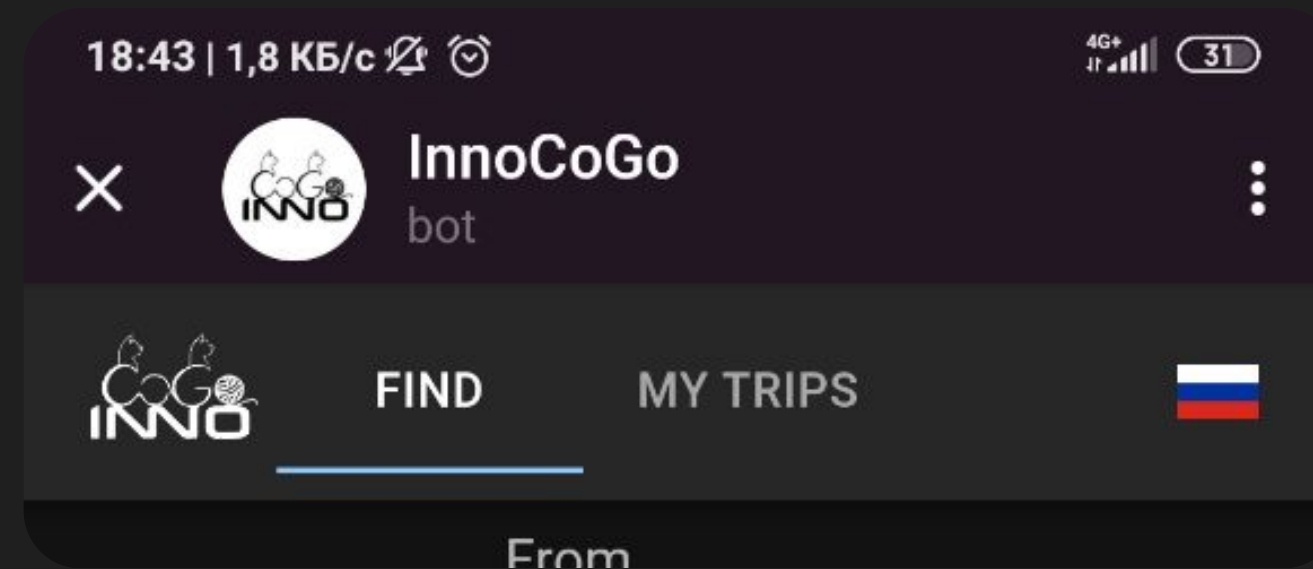 18:43 | 1,8 КБ/с
4G+
31
InnoCoGo
bot
CoGo
INNO
CoGo
INNO
FIND
MY TRIPS
From